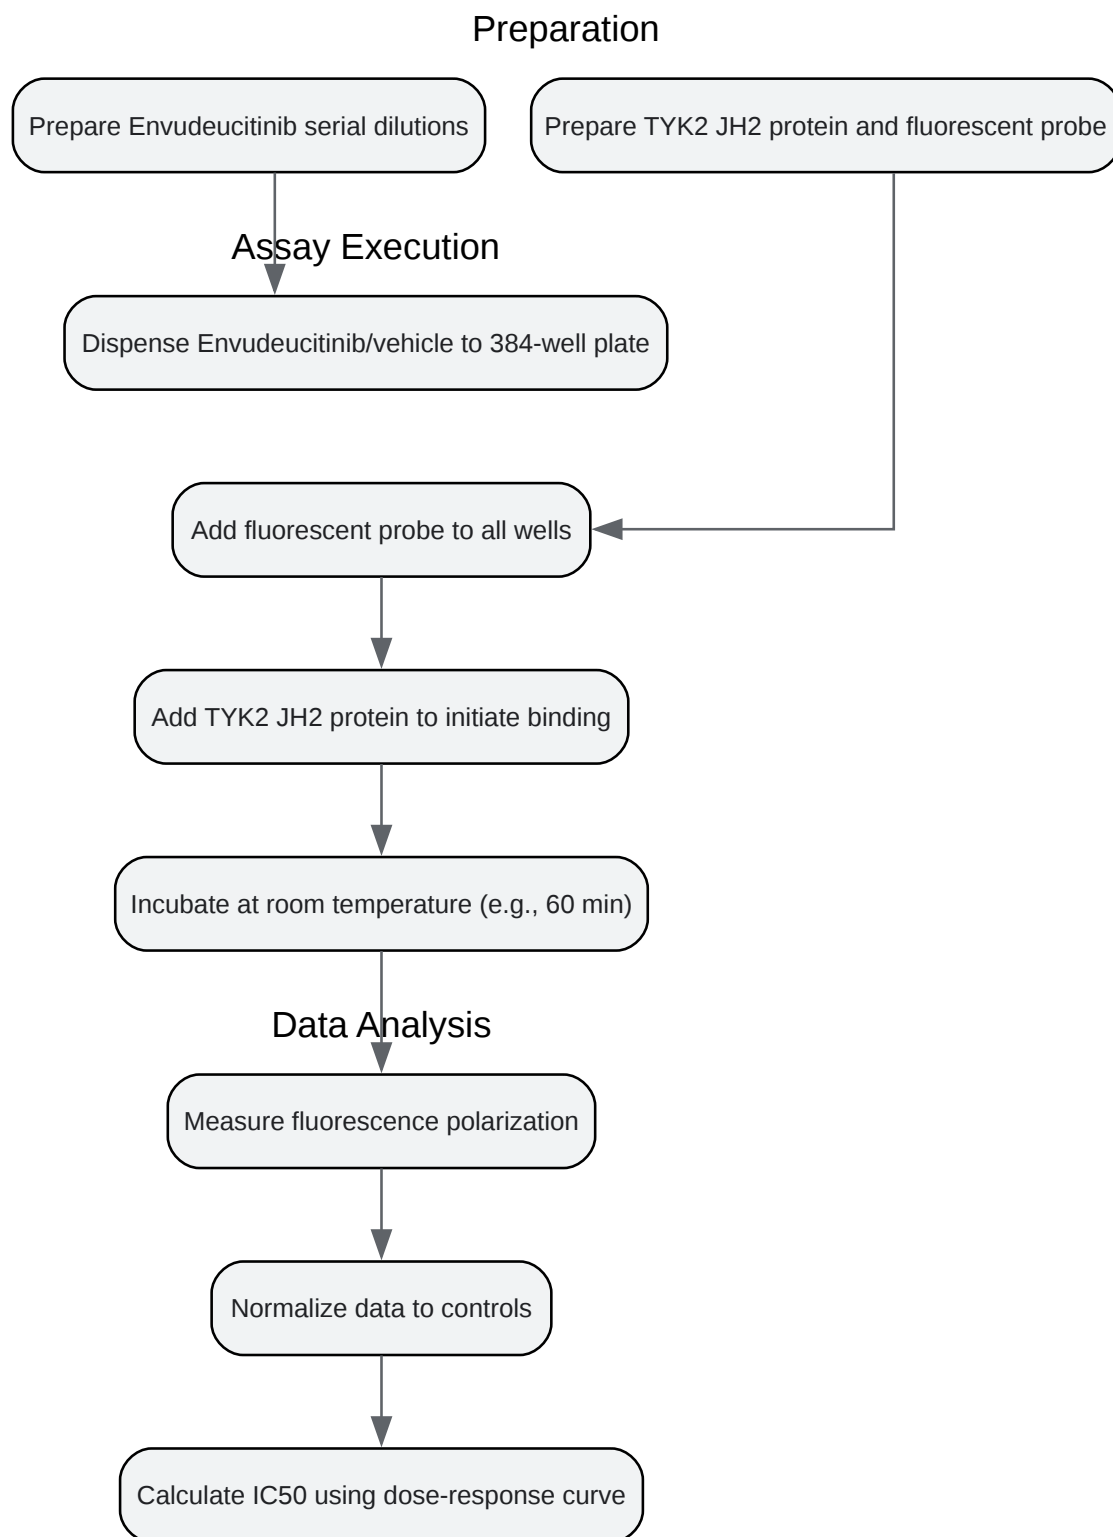 Preparation
Prepare Envudeucitinib serial dilutions
Prepare TYK2 JH2 protein and fluorescent probe
Assay Execution
Dispense Envudeucitinib/vehicle to 384-well plate
Add fluorescent probe to all wells
Add TYK2 JH2 protein to initiate binding
Incubate at room temperature (e.g., 60 min)
Data Analysis
Measure fluorescence polarization
Normalize data to controls
Calculate IC50 using dose-response curve